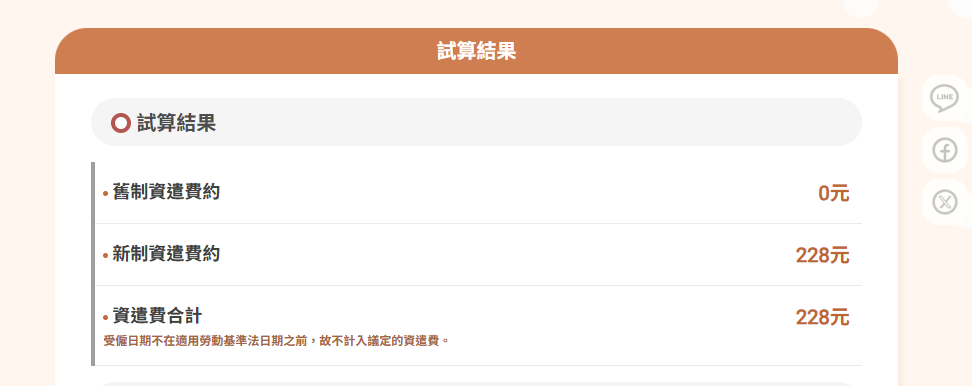 試算結果
試算結果
舊制資遣費約
0元
新制資遣費約
228元
資遣費合計
228元
受僱日期不在適用勞動基準法日期之前,故不計入議定的資遣費。
LINE